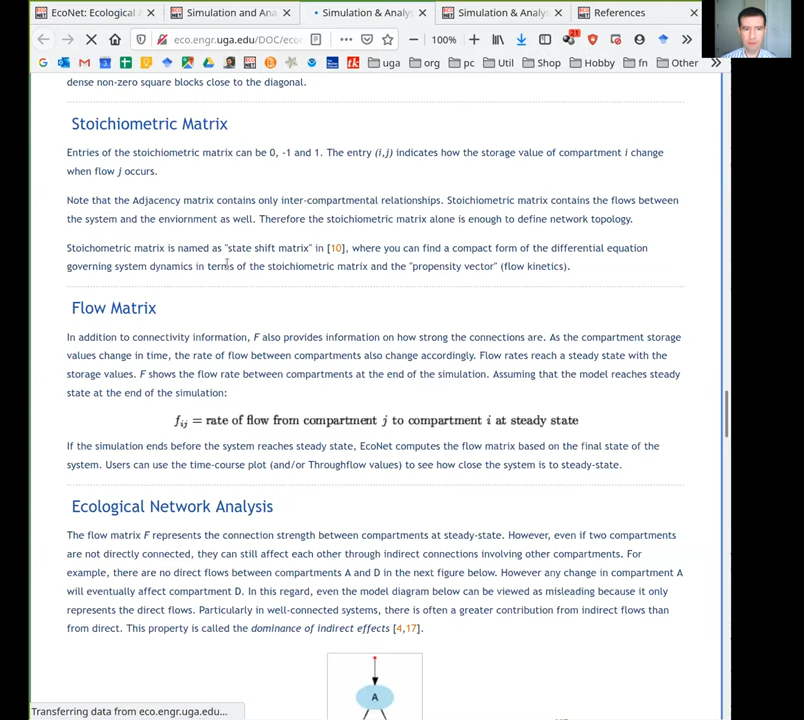 EcoNet: Ecological
Simulation and Ana
Simulation & Analys
Simulation & Analys
References
eco.engr.uga.edu/DOC/econ
100%
21
uga
org
pc
Util
Shop
Hobby
fn
Other
dense non-zero square blocks close to the diagonal.
Stoichiometric Matrix
Entries of the stoichiometric matrix can be 0, -1 and 1. The entry (i,j) indicates how the storage value of compartment i change
when flow j occurs.
Note that the Adjacency matrix contains only inter-compartmental relationships. Stoichiometric matrix contains the flows between
the system and the enviornment as well. Therefore the stoichiometric matrix alone is enough to define network topology.
Stoichometric matrix is named as "state shift matrix" in [10], where you can find a compact form of the differential equation
governing system dynamics in terms of the stoichiometric matrix and the "propensity vector" (flow kinetics).
Flow Matrix
In addition to connectivity information, F also provides information on how strong the connections are. As the compartment storage
values change in time, the rate of flow between compartments also change accordingly. Flow rates reach a steady state with the
storage values. F shows the flow rate between compartments at the end of the simulation. Assuming that the model reaches steady
state at the end of the simulation:
fij = rate of flow from compartment j to compartment i at steady state
If the simulation ends before the system reaches steady state, EcoNet computes the flow matrix based on the final state of the
system. Users can use the time-course plot (and/or Throughflow values) to see how close the system is to steady-state.
Ecological Network Analysis
The flow matrix F represents the connection strength between compartments at steady-state. However, even if two compartments
are not directly connected, they can still affect each other through indirect connections involving other compartments. For
example, there are no direct flows between compartments A and D in the next figure below. However any change in compartment A
will eventually affect compartment D. In this regard, even the model diagram below can be viewed as misleading because it only
represents the direct flows. Particularly in well-connected systems, there is often a greater contribution from indirect flows than
from direct. This property is called the dominance of indirect effects [4,17].
A
Transferring data from eco.engr.uga.edu...